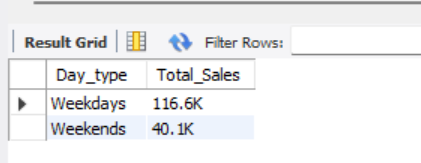 Result Grid Filter Rows:
Day_type Total_Sales
Weekdays 116.6K
Weekends 40.1K